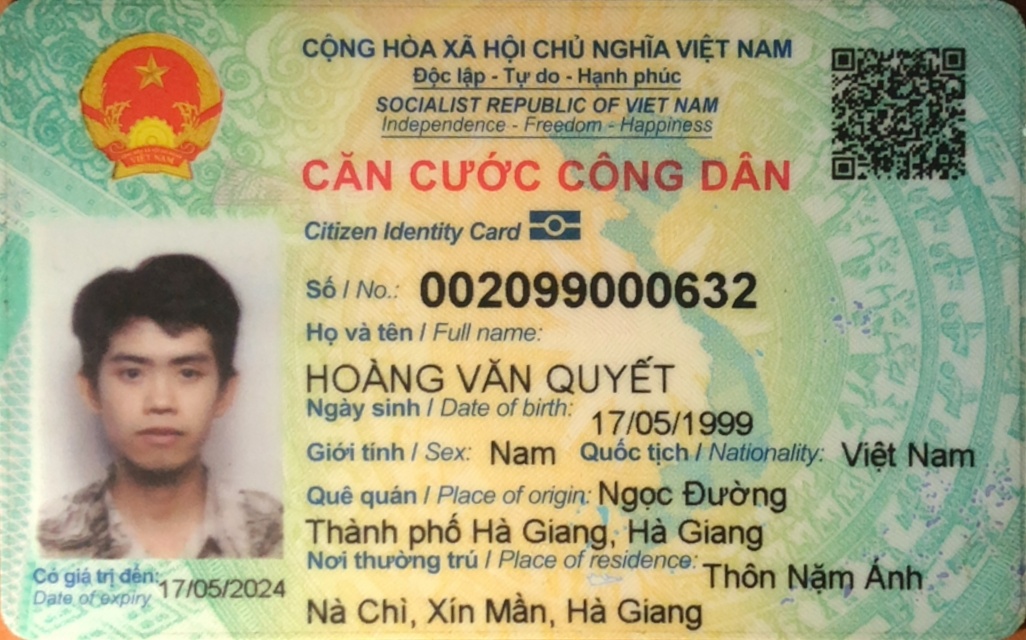 CỘNG HÒA XÃ HỘI CHỦ NGHĨA VIỆT NAM
Độc lập - Tự do - Hạnh phúc
SOCIALIST REPUBLIC OF VIET NAM
Independence - Freedom - Happiness
VIỆT NAM
CĂN CƯỚC CÔNG DÂN
Citizen Identity Card
Số / No.: 002099000632
Họ và tên / Full name:
HOÀNG VĂN QUYẾT
Ngày sinh / Date of birth: 17/05/1999
Giới tính / Sex: Nam Quốc tịch / Nationality: Việt Nam
Quê quán / Place of origin: Ngọc Đường
Thành phố Hà Giang, Hà Giang
Nơi thường trú / Place of residence: Thôn Nặm Ánh
Nà Chì, Xín Mần, Hà Giang
Có giá trị đến: 17/05/2024
Date of expiry